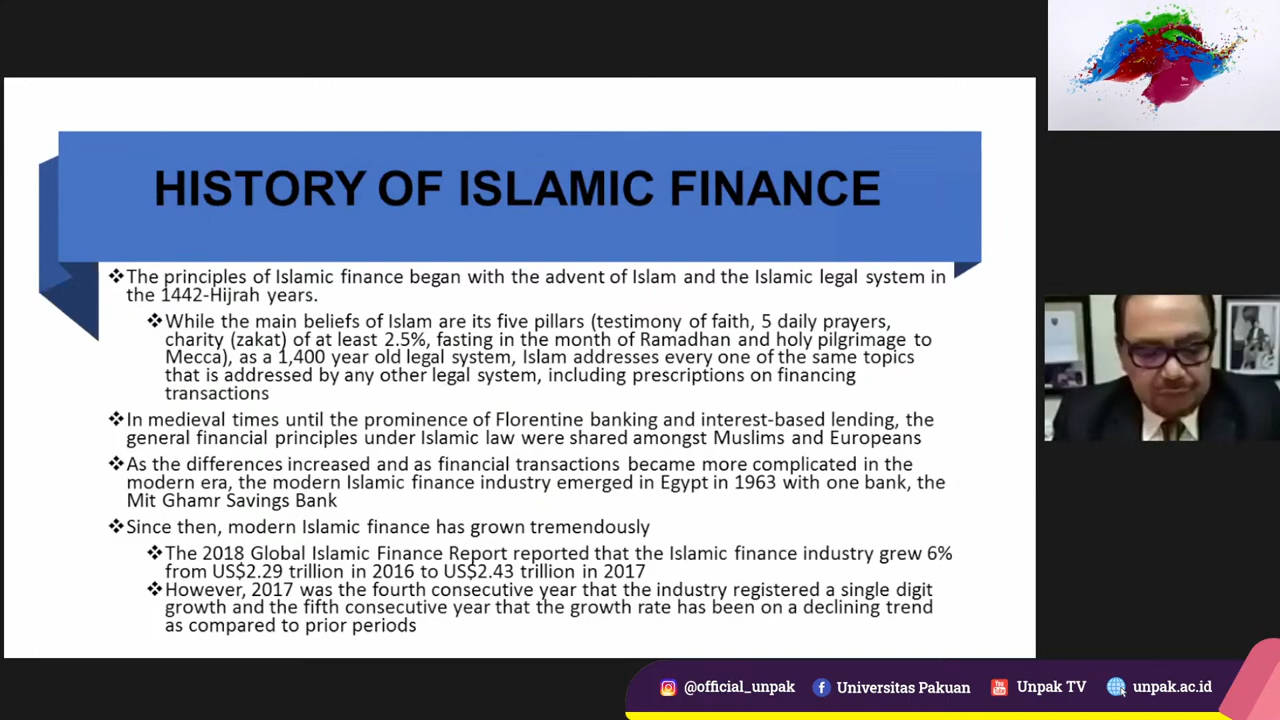 HISTORY OF ISLAMIC FINANCE
❖The principles of Islamic finance began with the advent of Islam and the Islamic legal system in
the 1442-Hijrah years.
❖While the main beliefs of Islam are its five pillars (testimony of faith, 5 daily prayers,
charity (zakat) of at least 2.5%, fasting in the month of Ramadhan and holy pilgrimage to
Mecca), as a 1,400 year old legal system, Islam addresses every one of the same topics
that is addressed by any other legal system, including prescriptions on financing
transactions
❖In medieval times until the prominence of Florentine banking and interest-based lending, the
general financial principles under Islamic law were shared amongst Muslims and Europeans
❖As the differences increased and as financial transactions became more complicated in the
modern era, the modern Islamic finance industry emerged in Egypt in 1963 with one bank, the
Mit Ghamr Savings Bank
❖Since then, modern Islamic finance has grown tremendously
❖The 2018 Global Islamic Finance Report reported that the Islamic finance industry grew 6%
from US$2.29 trillion in 2016 to US$2.43 trillion in 2017
❖However, 2017 was the fourth consecutive year that the industry registered a single digit
growth and the fifth consecutive year that the growth rate has been on a declining trend
as compared to prior periods
@official_unpak Universitas Pakuan Unpak TV unpak.ac.id